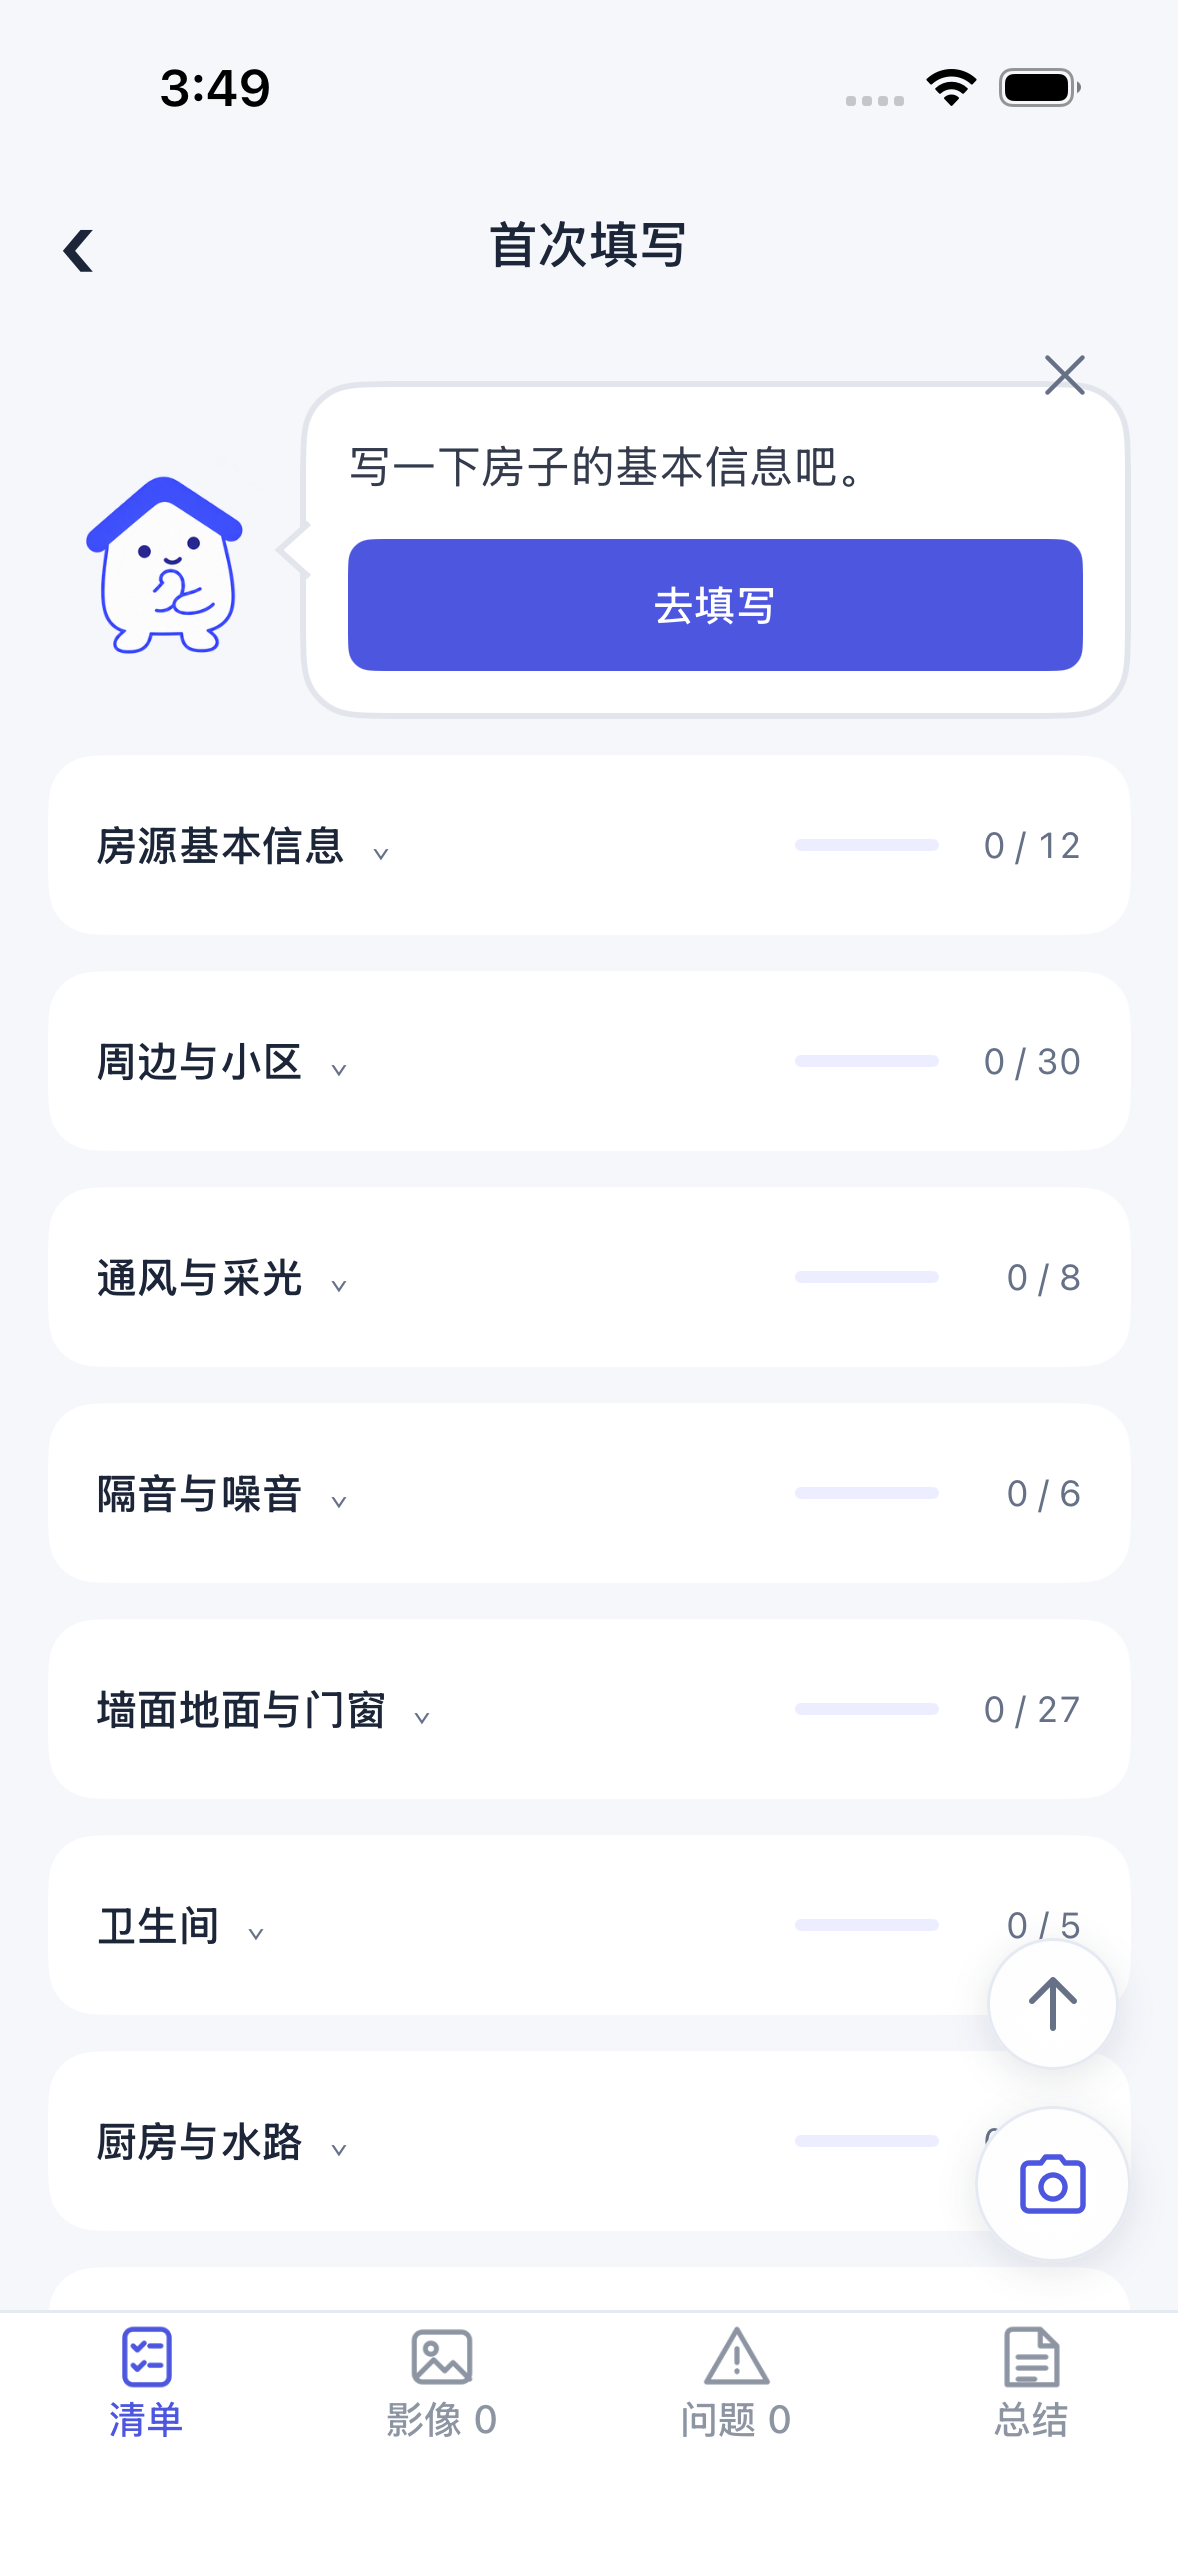 3:49
首次填写
写一下房子的基本信息吧。
去填写
房源基本信息 0 / 12
周边与小区 0 / 30
通风与采光 0 / 8
隔音与噪音 0 / 6
墙面地面与门窗 0 / 27
卫生间 0 / 5
厨房与水路
清单 影像 0 问题 0 总结